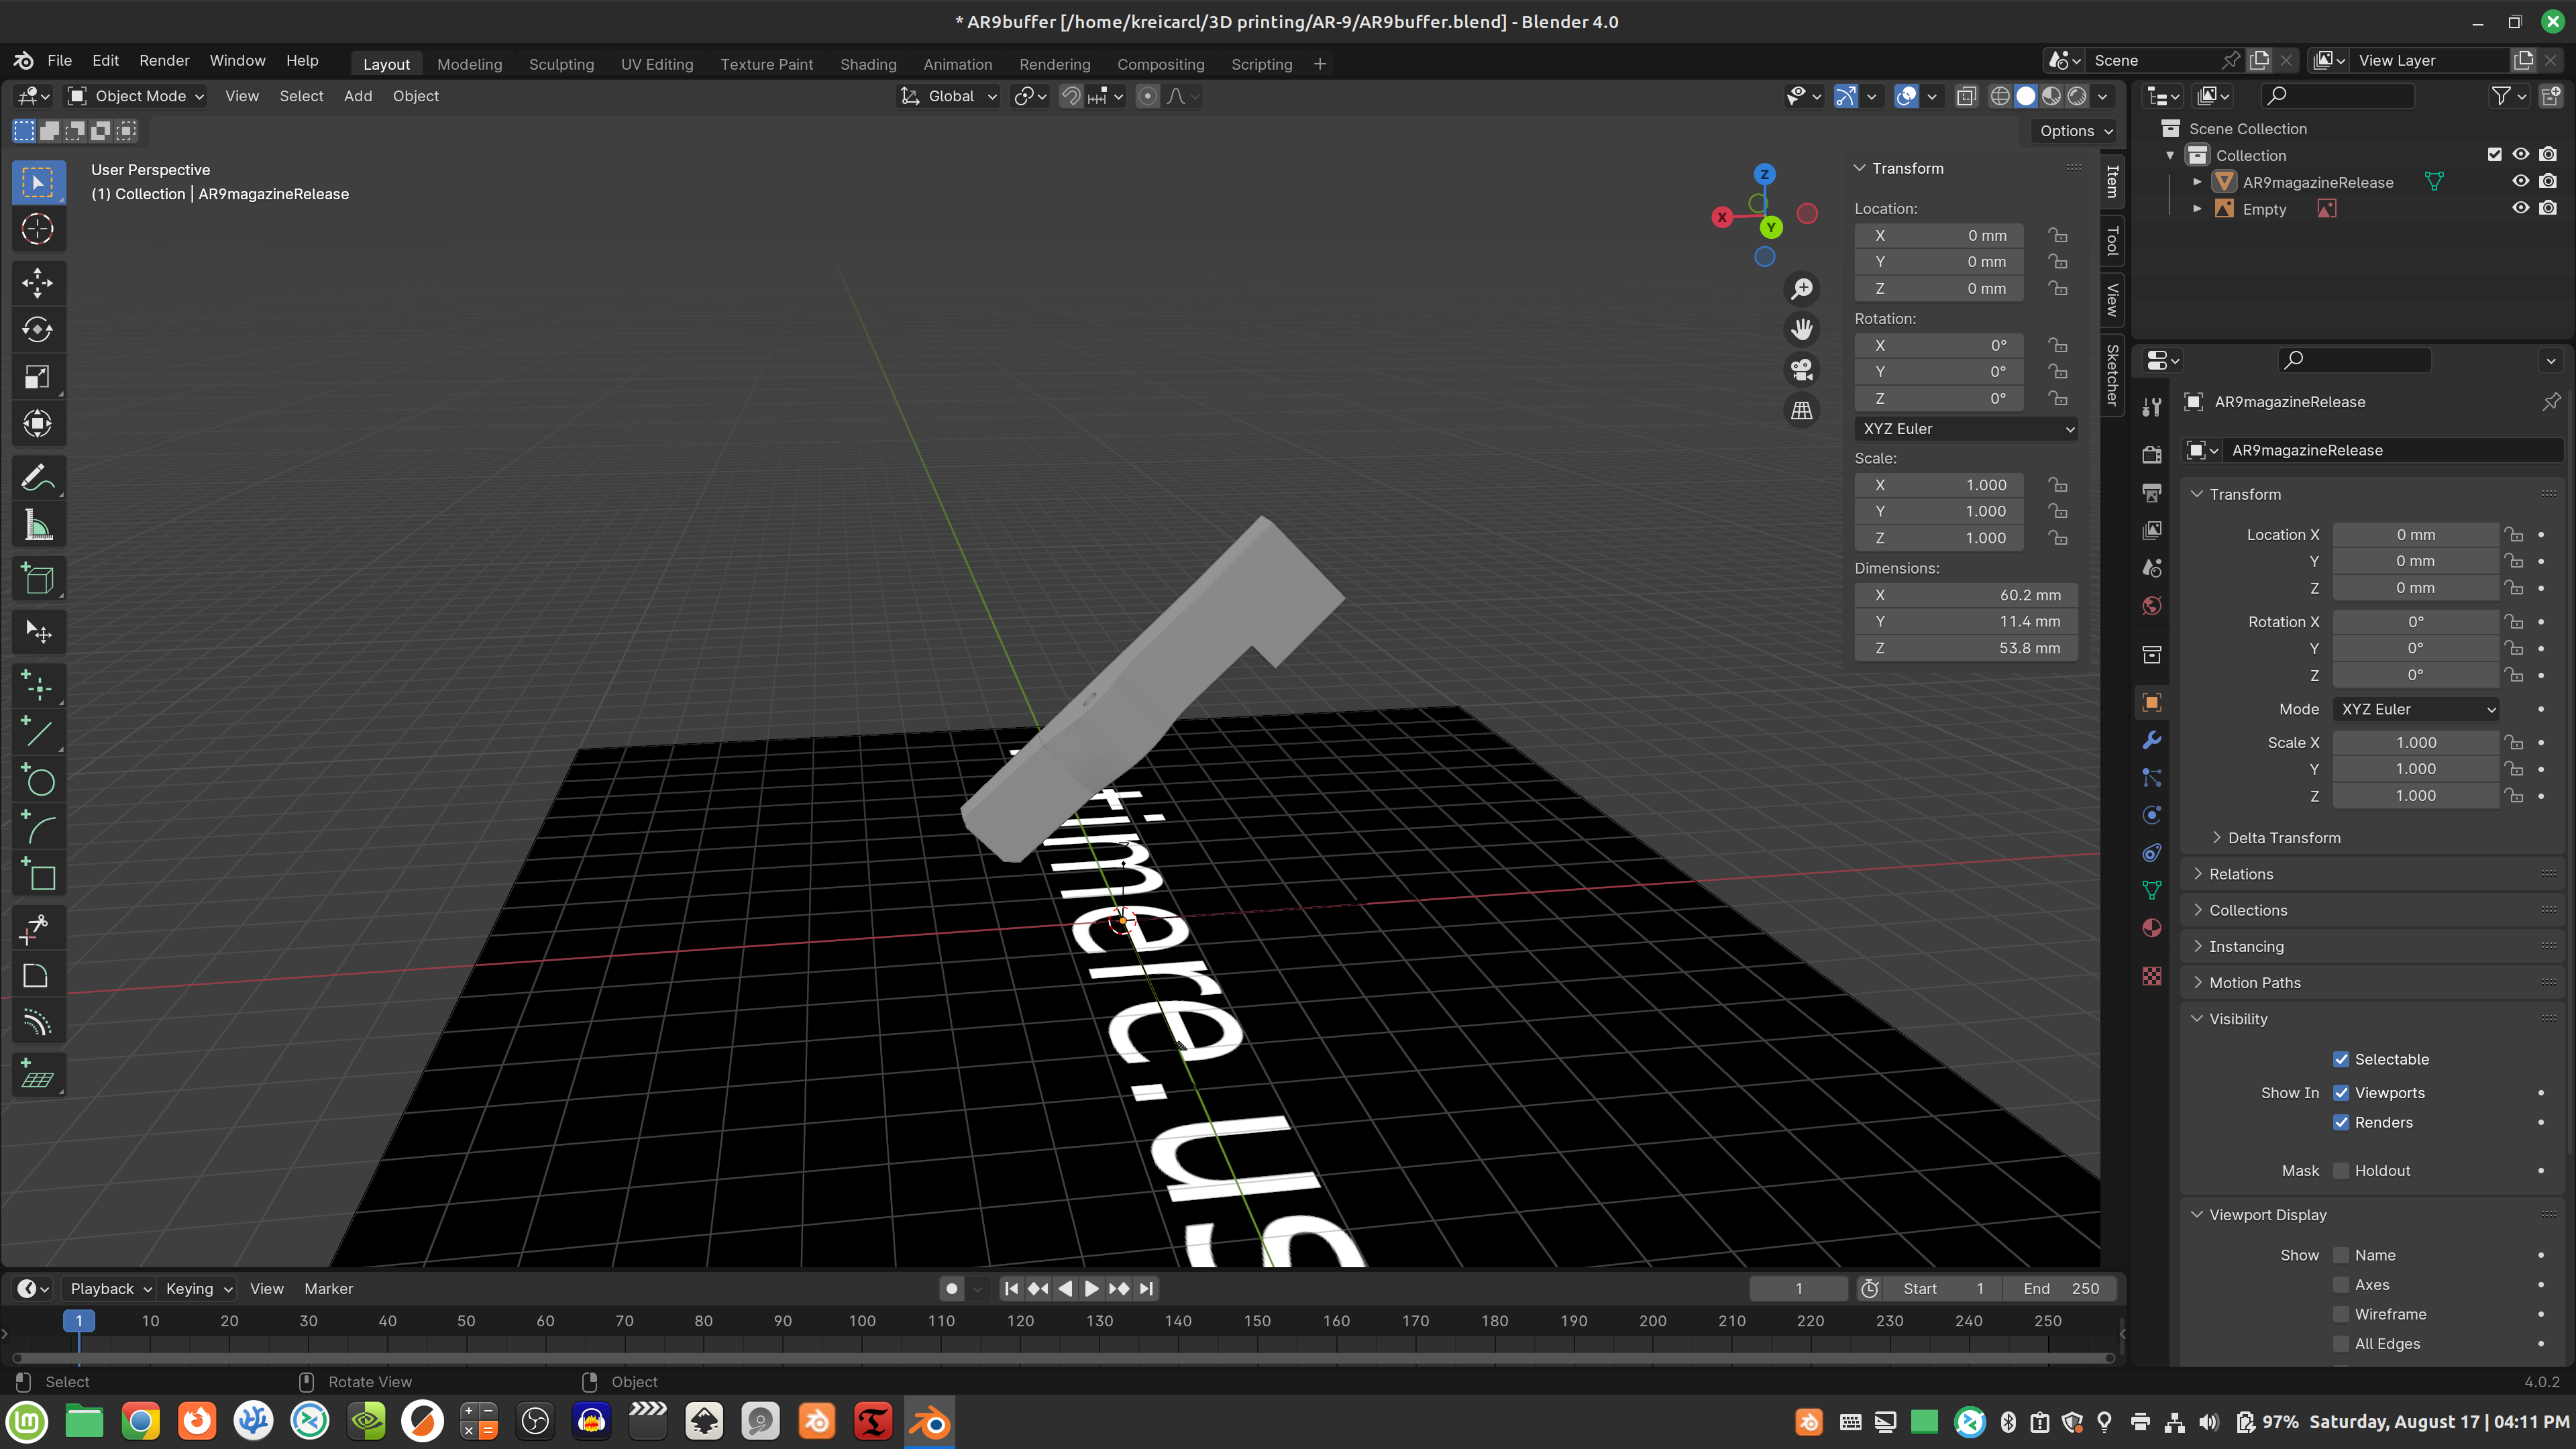 * AR9buffer [/home/kreicarcl/3D printing/AR-9/AR9buffer.blend] - Blender 4.0
File Edit Render Window Help Layout Modeling Sculpting UV Editing Texture Paint Shading Animation Rendering Compositing Scripting + Scene View Layer
Object Mode View Select Add Object Global
Options
User Perspective
(1) Collection | AR9magazineRelease
Z
X
Y
Transform
Location:
X 0 mm
Y 0 mm
Z 0 mm
Rotation:
X 0°
Y 0°
Z 0°
XYZ Euler
Scale:
X 1.000
Y 1.000
Z 1.000
Dimensions:
X 60.2 mm
Y 11.4 mm
Z 53.8 mm
Item
Tool
View
Sketcher
Scene Collection
Collection
AR9magazineRelease
Empty
AR9magazineRelease
AR9magazineRelease
Transform
Location X 0 mm
Y 0 mm
Z 0 mm
Rotation X 0°
Y 0°
Z 0°
Mode XYZ Euler
Scale X 1.000
Y 1.000
Z 1.000
Delta Transform
Relations
Collections
Instancing
Motion Paths
Visibility
Selectable
Show In Viewports
Renders
Mask Holdout
Viewport Display
Show Name
Axes
Wireframe
All Edges
Playback Keying View Marker 1 Start 1 End 250
1 10 20 30 40 50 60 70 80 90 100 110 120 130 140 150 160 170 180 190 200 210 220 230 240 250
Select Rotate View Object 4.0.2
97% Saturday, August 17 | 04:11 PM